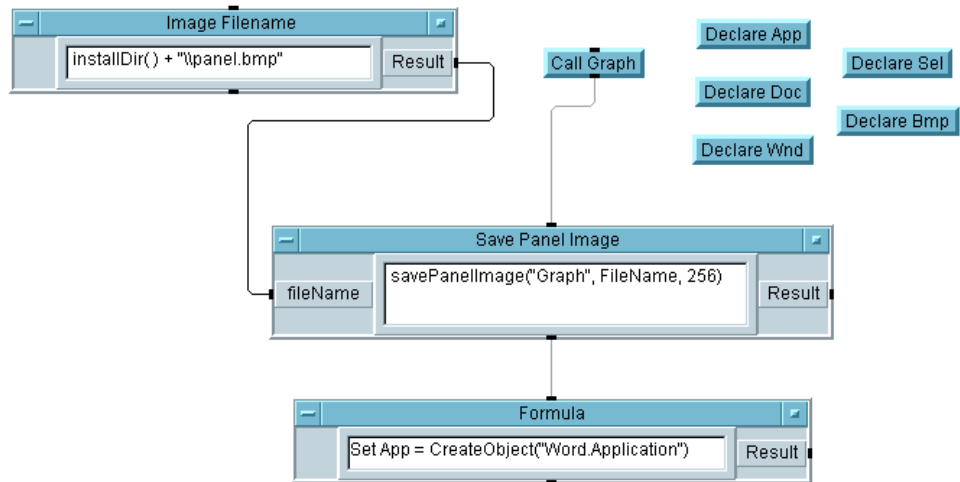 Image Filename
installDir( ) + "\\panel.bmp"
Result
Call Graph
Declare App
Declare Sel
Declare Doc
Declare Bmp
Declare Wnd
Save Panel Image
fileName
savePanelImage("Graph", FileName, 256)
Result
Formula
Set App = CreateObject("Word.Application")
Result